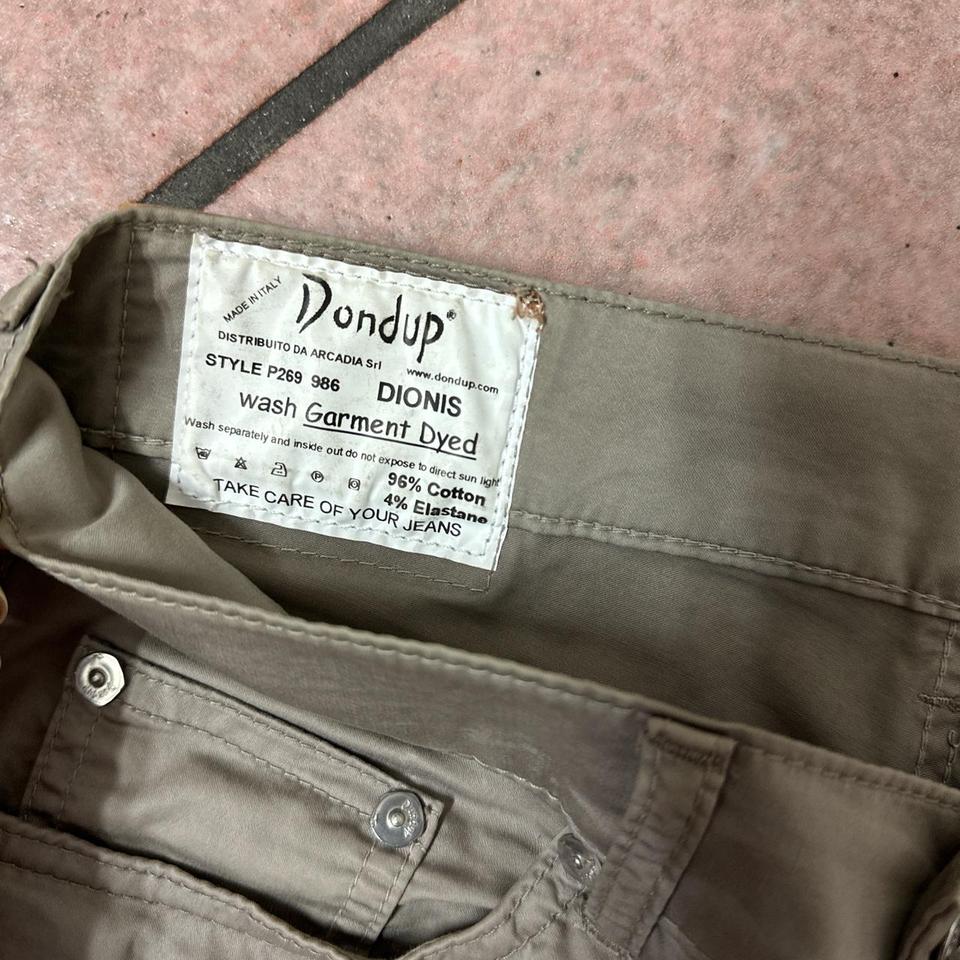 MADE IN ITALY
Dondup®
DISTRIBUITO DA ARCADIA Srl
www.dondup.com
STYLE P269 986 DIONIS
wash Garment Dyed
Wash separately and inside out do not expose to direct sun light
96% Cotton
4% Elastane
TAKE CARE OF YOUR JEANS